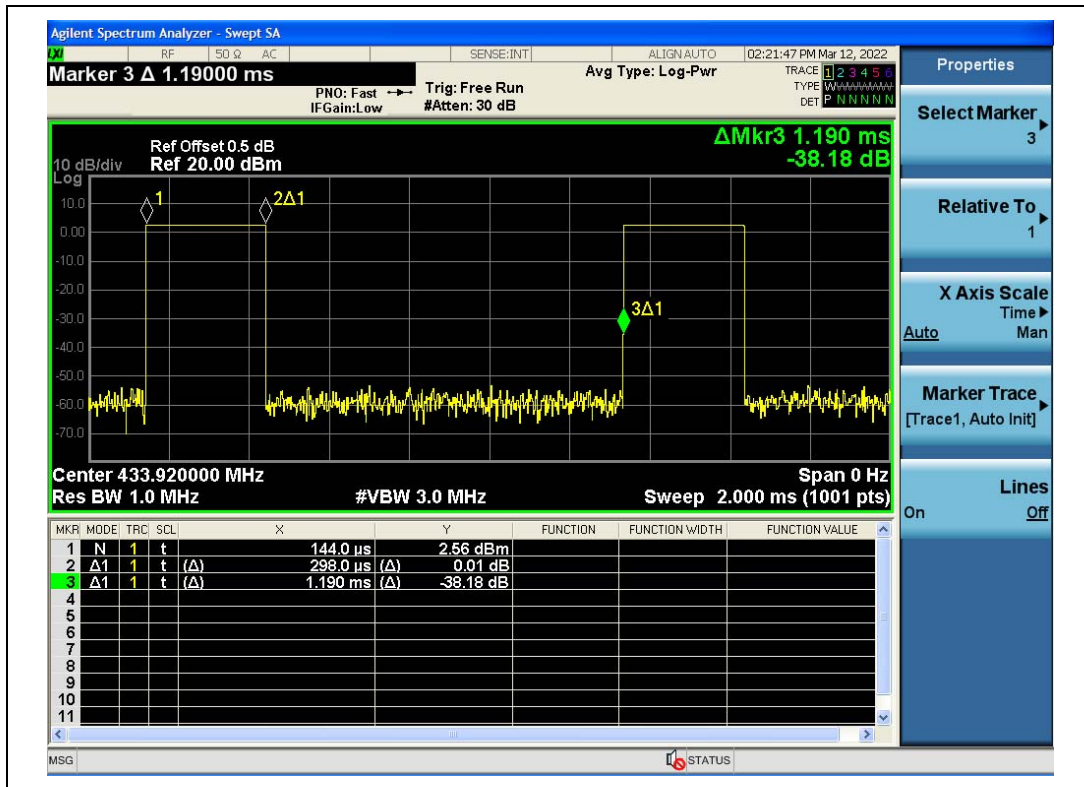 Agilent Spectrum Analyzer - Swept SA
LXI RF 50 Ω AC SENSE:INT ALIGN AUTO 02:21:47 PM Mar 12, 2022
Marker 3 Δ 1.19000 ms
PNO: Fast
IFGain:Low
Trig: Free Run
#Atten: 30 dB
Avg Type: Log-Pwr
TRACE 1 2 3 4 5 6
TYPE WWWWWW
DET P N N N N N
ΔMkr3 1.190 ms
-38.18 dB
Ref Offset 0.5 dB
10 dB/div Ref 20.00 dBm
Log
10.0
0.00
-10.0
-20.0
-30.0
-40.0
-50.0
-60.0
-70.0
1
2Δ1
3Δ1
Center 433.920000 MHz Span 0 Hz
Res BW 1.0 MHz #VBW 3.0 MHz Sweep 2.000 ms (1001 pts)
MKR MODE TRC SCL X Y FUNCTION FUNCTION WIDTH FUNCTION VALUE
1 N 1 t 144.0 µs 2.56 dBm
2 Δ1 1 t (Δ) 298.0 µs (Δ) 0.01 dB
3 Δ1 1 t (Δ) 1.190 ms (Δ) -38.18 dB
4
5
6
7
8
9
10
11
MSG STATUS
Properties
Select Marker
3
Relative To
1
X Axis Scale
Time
Auto Man
Marker Trace
[Trace1, Auto Init]
Lines
On Off